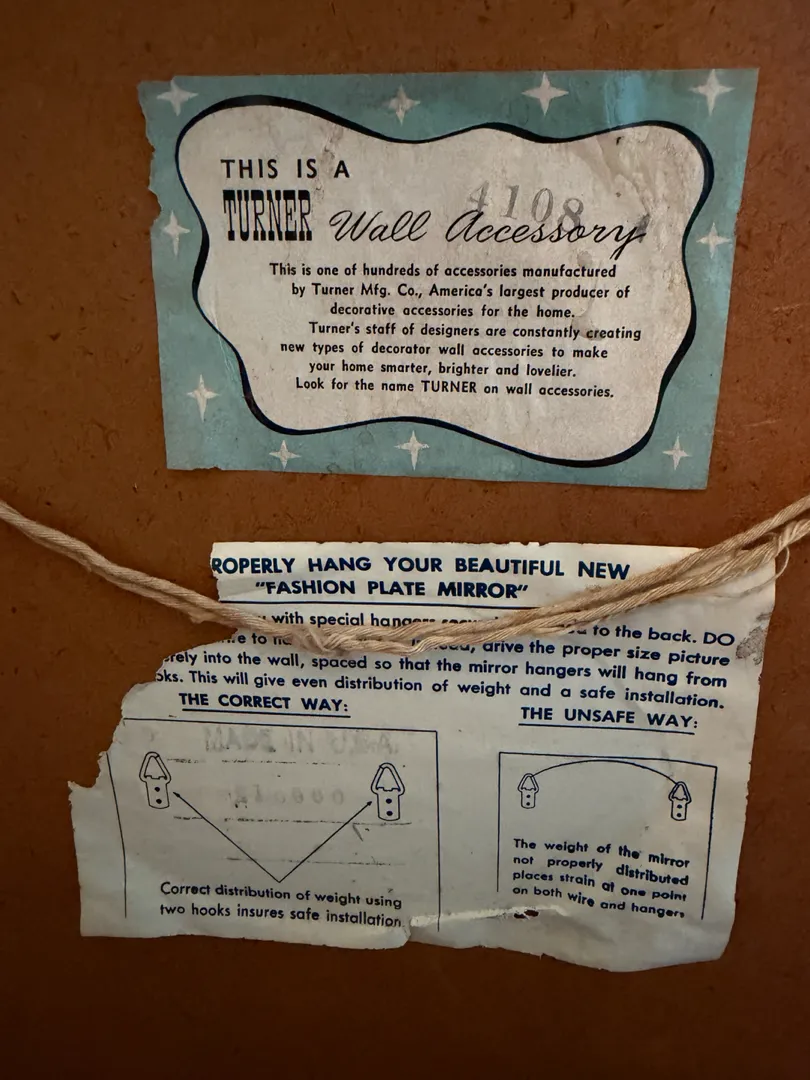 THIS IS A
TURNER Wall Accessory
4108
This is one of hundreds of accessories manufactured
by Turner Mfg. Co., America's largest producer of
decorative accessories for the home.
Turner's staff of designers are constantly creating
new types of decorator wall accessories to make
your home smarter, brighter and lovelier.
Look for the name TURNER on wall accessories.
ROPERLY HANG YOUR BEAUTIFUL NEW
"FASHION PLATE MIRROR"
with special hangers to the back. DO
to drive the proper size picture
rely into the wall, spaced so that the mirror hangers will hang from
oks. This will give even distribution of weight and a safe installation.
THE CORRECT WAY:
THE UNSAFE WAY:
Correct distribution of weight using
two hooks insures safe installation.
The weight of the mirror
not properly distributed
places strain at one point
on both wire and hangers